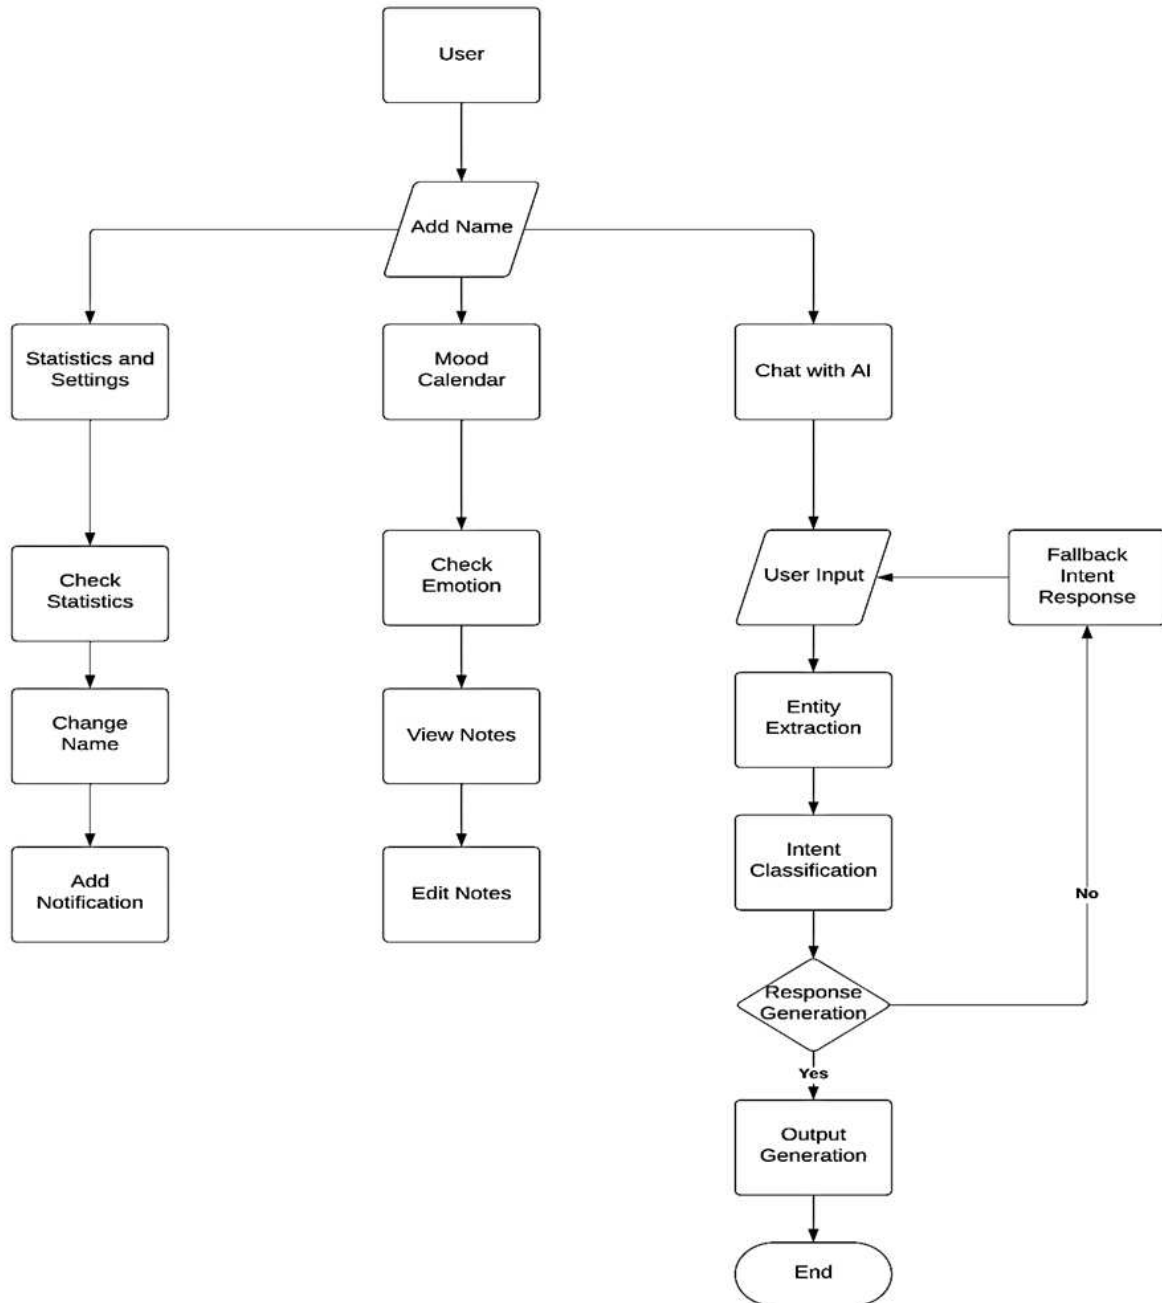 User
Add Name
Statistics and
Settings
Mood
Calendar
Chat with AI
Check
Statistics
Check
Emotion
User Input
Fallback
Intent
Response
Change
Name
View Notes
Entity
Extraction
Add
Notification
Edit Notes
Intent
Classification
No
Response
Generation
Yes
Output
Generation
End